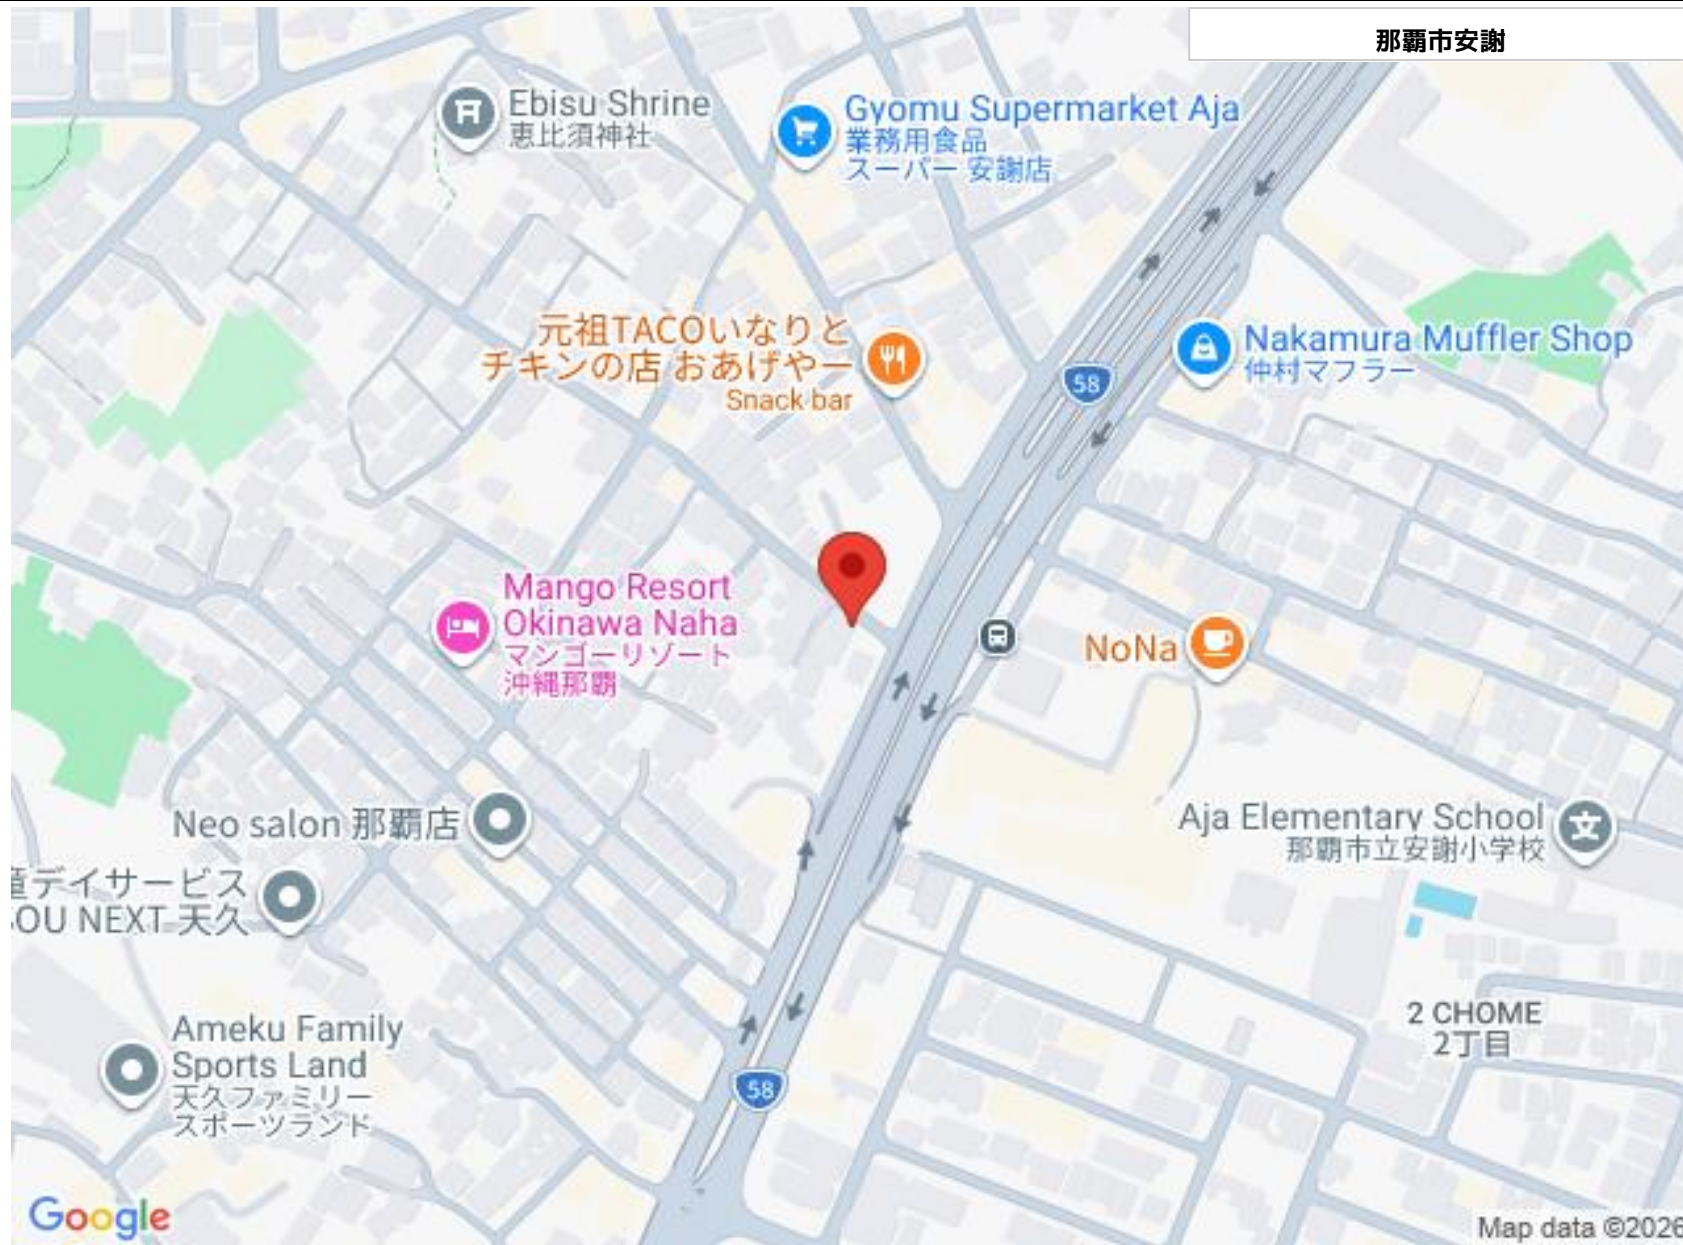 那覇市安謝
Ebisu Shrine
恵比須神社
Gyomu Supermarket Aja
業務用食品
スーパー 安謝店
元祖TACOいなりと
チキンの店 おあげやー
Snack bar
58
Nakamura Muffler Shop
仲村マフラー
Mango Resort
Okinawa Naha
マンゴーリゾート
沖縄那覇
NoNa
Neo salon 那覇店
Aja Elementary School
那覇市立安謝小学校
童デイサービス
OU NEXT 天久
2 CHOME
2丁目
Ameku Family
Sports Land
天久ファミリー
スポーツランド
58
Google
Map data ©2026